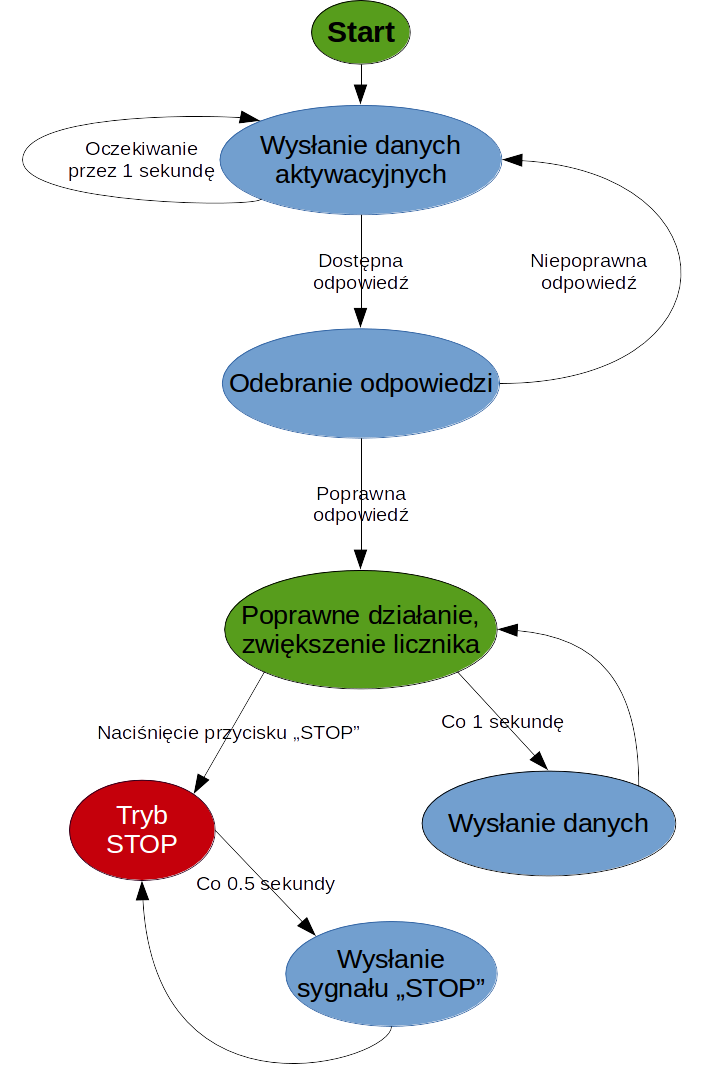 Start
Wysłanie danych
aktywacyjnych
Oczekiwanie
przez 1 sekundę
Dostępna
odpowiedź
Niepoprawna
odpowiedź
Odebranie odpowiedzi
Poprawna
odpowiedź
Poprawne działanie,
zwiększenie licznika
Naciśnięcie przycisku „STOP”
Co 1 sekundę
Tryb
STOP
Wysłanie danych
Co 0.5 sekundy
Wysłanie
sygnału „STOP”